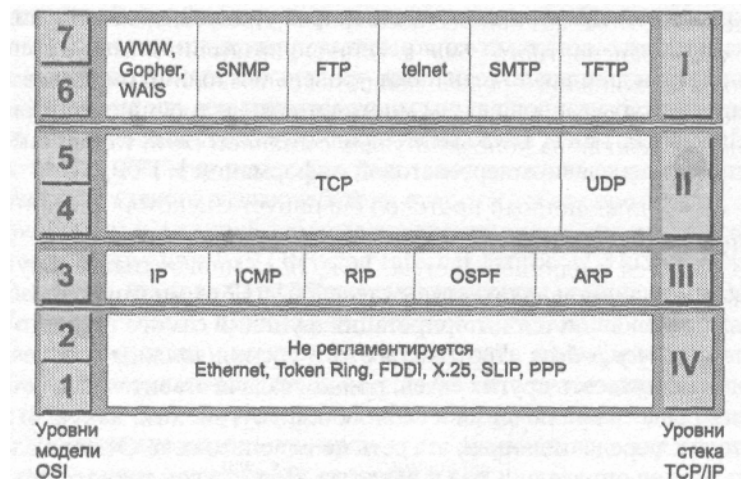 7
6
WWW,
Gopher,
WAIS
SNMP
FTP
telnet
SMTP
TFTP
I
5
4
TCP
UDP
II
3
IP
ICMP
RIP
OSPF
ARP
III
2
1
Не регламентируется
Ethernet, Token Ring, FDDI, X.25, SLIP, PPP
IV
Уровни
модели
OSI
Уровни
стека
TCP/IP